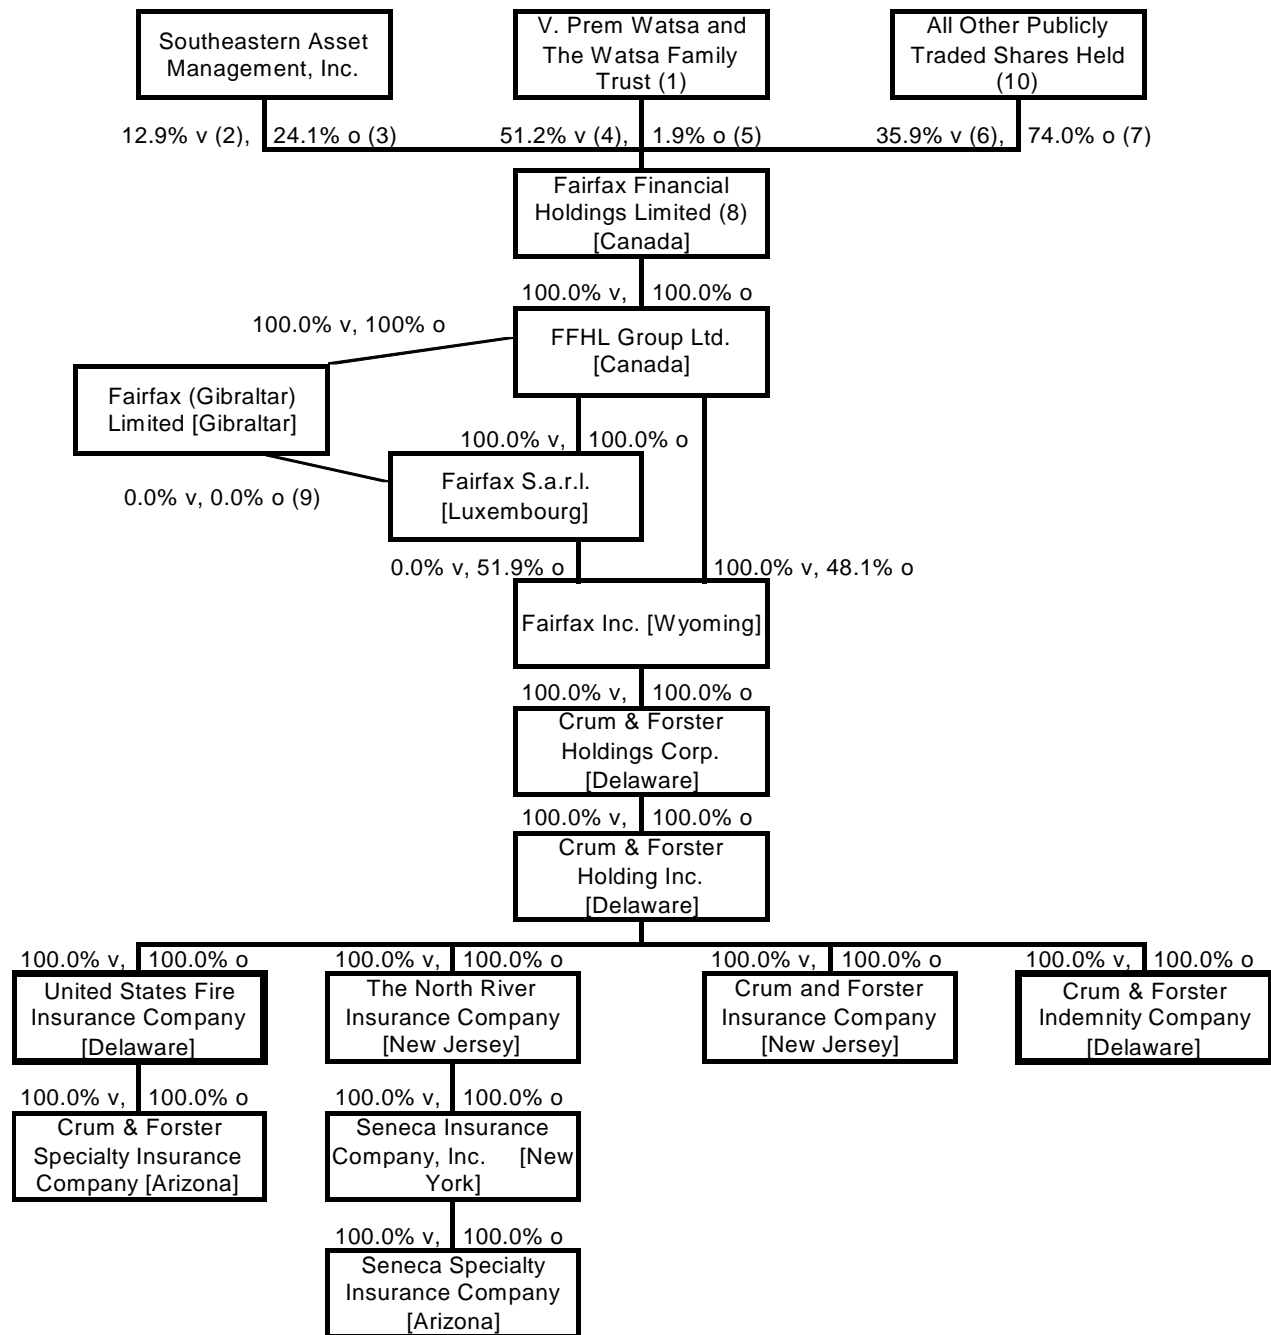 Southeastern Asset
Management, Inc.
V. Prem Watsa and
The Watsa Family
Trust (1)
All Other Publicly
Traded Shares Held
(10)
12.9% v (2), 24.1% o (3)
51.2% v (4), 1.9% o (5)
35.9% v (6), 74.0% o (7)
Fairfax Financial
Holdings Limited (8)
[Canada]
100.0% v, 100.0% o
100.0% v, 100% o
FFHL Group Ltd.
[Canada]
Fairfax (Gibraltar)
Limited [Gibraltar]
100.0% v, 100.0% o
0.0% v, 0.0% o (9)
Fairfax S.a.r.l.
[Luxembourg]
0.0% v, 51.9% o
100.0% v, 48.1% o
Fairfax Inc. [Wyoming]
100.0% v, 100.0% o
Crum & Forster
Holdings Corp.
[Delaware]
100.0% v, 100.0% o
Crum & Forster
Holding Inc.
[Delaware]
100.0% v, 100.0% o
100.0% v, 100.0% o
100.0% v, 100.0% o
100.0% v, 100.0% o
United States Fire
Insurance Company
[Delaware]
The North River
Insurance Company
[New Jersey]
Crum and Forster
Insurance Company
[New Jersey]
Crum & Forster
Indemnity Company
[Delaware]
100.0% v, 100.0% o
100.0% v, 100.0% o
Crum & Forster
Specialty Insurance
Company [Arizona]
Seneca Insurance
Company, Inc. [New
York]
100.0% v, 100.0% o
Seneca Specialty
Insurance Company
[Arizona]